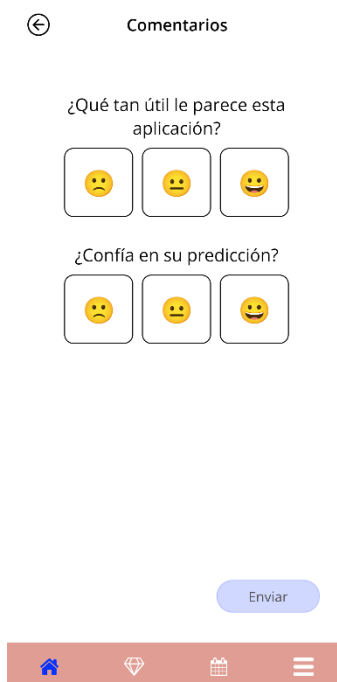 Comentarios
¿Qué tan útil le parece esta
aplicación?
¿Confía en su predicción?
Enviar